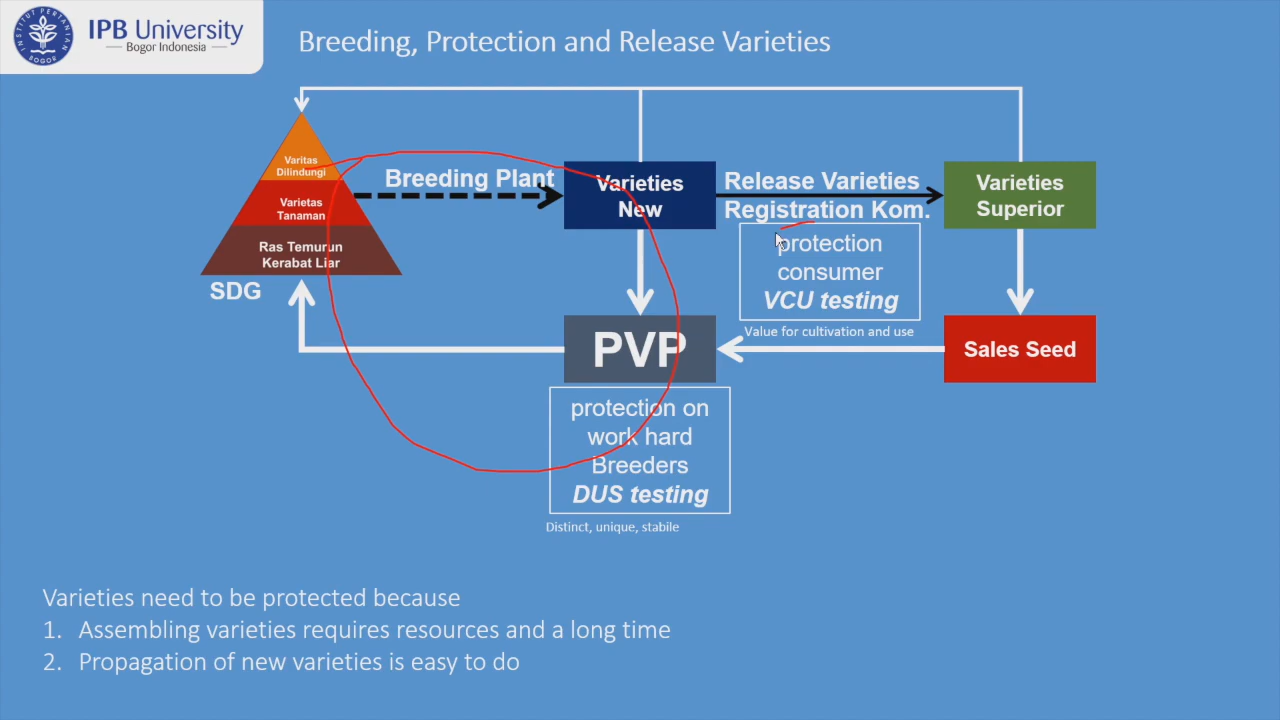 INSTITUT PERTANIAN BOGOR
IPB University
Bogor Indonesia
Breeding, Protection and Release Varieties
Varitas
Dilindungi
Varietas
Tanaman
Ras Temurun
Kerabat Liar
SDG
Breeding Plant
Varieties
New
Release Varieties
Registration Kom.
protection
consumer
VCU testing
Value for cultivation and use
Varieties
Superior
PVP
Sales Seed
protection on
work hard
Breeders
DUS testing
Distinct, unique, stabile
Varieties need to be protected because
1. Assembling varieties requires resources and a long time
2. Propagation of new varieties is easy to do